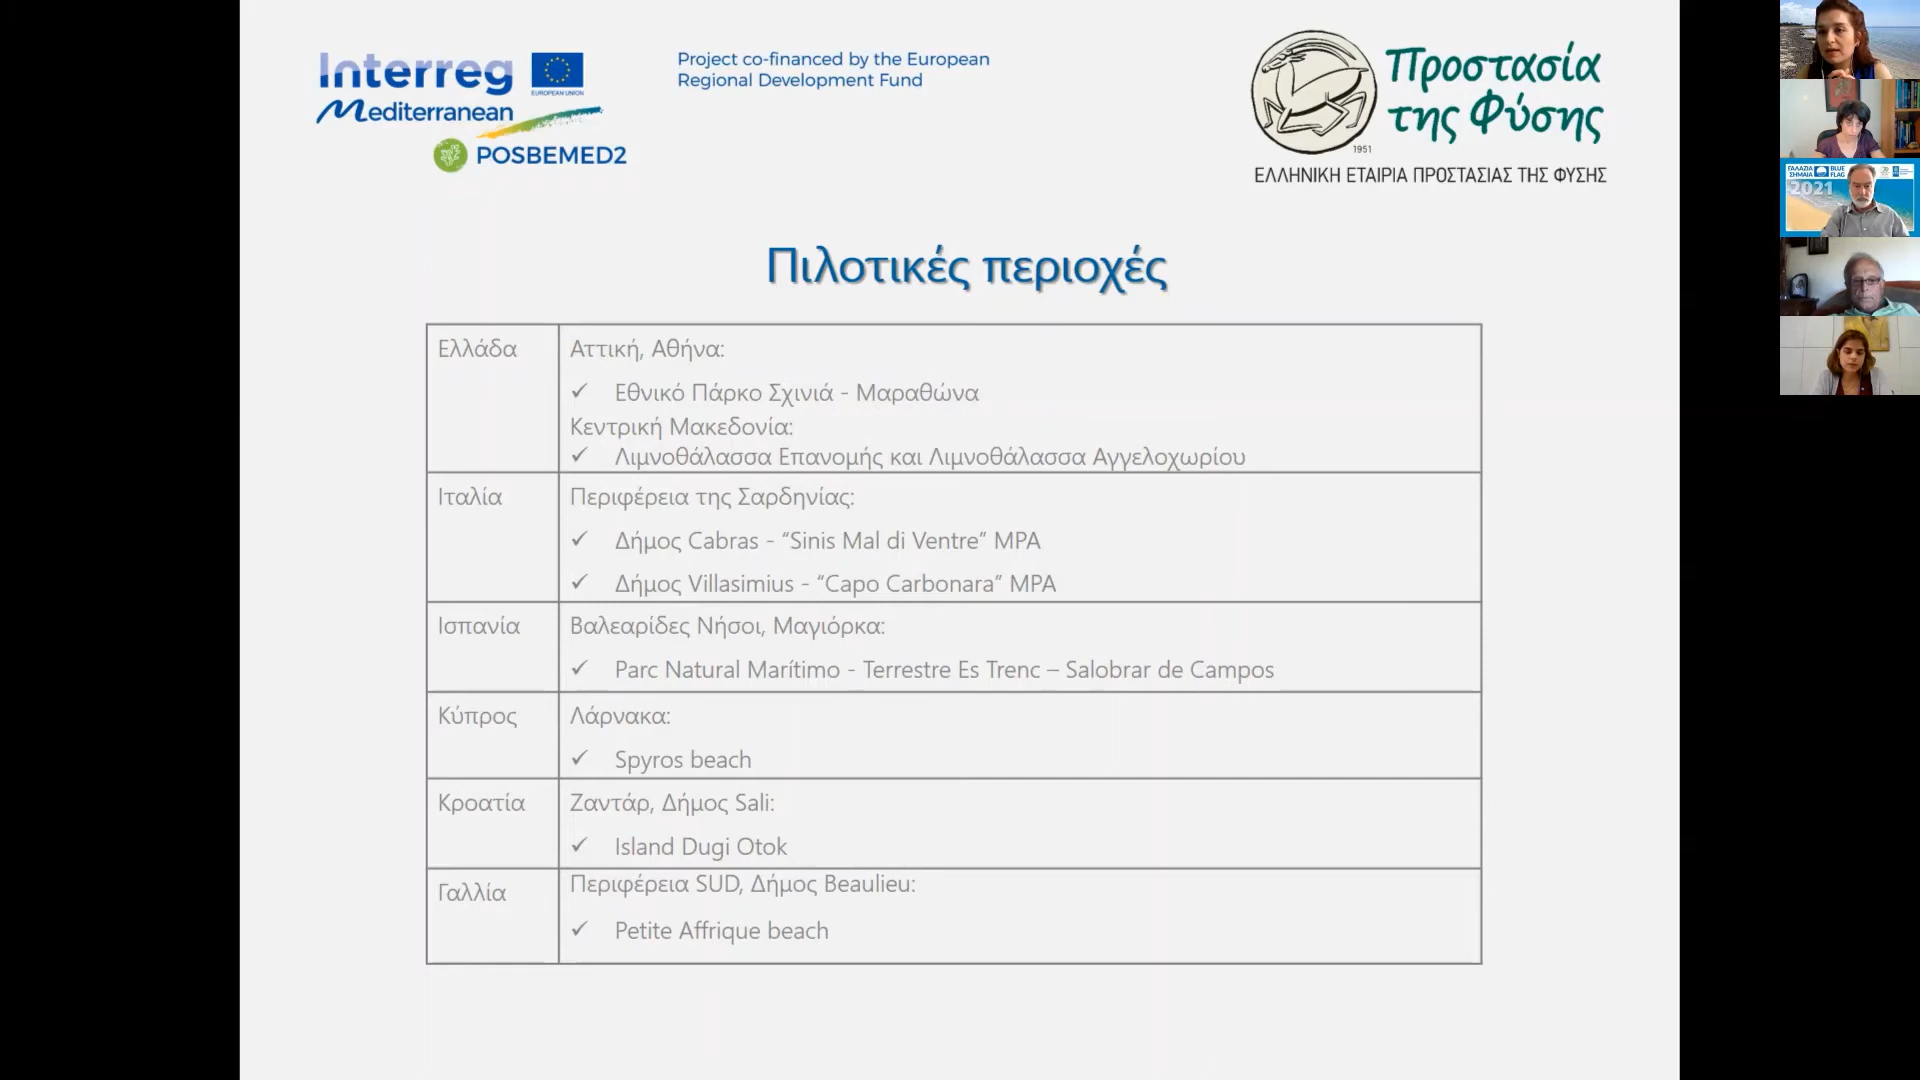 Interreg
EUROPEAN UNION
Mediterranean
POSBEMED2
Project co-financed by the European
Regional Development Fund
Προστασία
της Φύσης
1951
ΕΛΛΗΝΙΚΗ ΕΤΑΙΡΙΑ ΠΡΟΣΤΑΣΙΑΣ ΤΗΣ ΦΥΣΗΣ
Πιλοτικές περιοχές
Ελλάδα
Αττική, Αθήνα:
✓ Εθνικό Πάρκο Σχινιά - Μαραθώνα
Κεντρική Μακεδονία:
✓ Λιμνοθάλασσα Επανομής και Λιμνοθάλασσα Αγγελοχωρίου
Ιταλία
Περιφέρεια της Σαρδηνίας:
✓ Δήμος Cabras - “Sinis Mal di Ventre” MPA
✓ Δήμος Villasimius - “Capo Carbonara” MPA
Ισπανία
Βαλεαρίδες Νήσοι, Μαγιόρκα:
✓ Parc Natural Marítimo - Terrestre Es Trenc – Salobrar de Campos
Κύπρος
Λάρνακα:
✓ Spyros beach
Κροατία
Ζαντάρ, Δήμος Sali:
✓ Island Dugi Otok
Γαλλία
Περιφέρεια SUD, Δήμος Beaulieu:
✓ Petite Affrique beach
ΓΑΛΑΖΙΑ ΣΗΜΑΙΑ
BLUE FLAG
2021